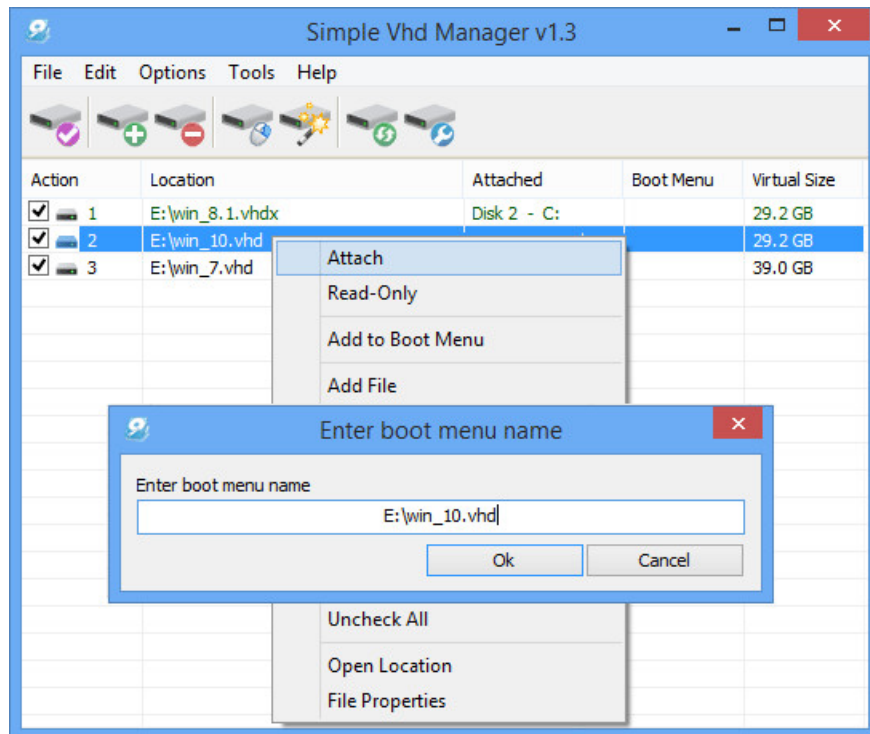 Simple Vhd Manager v1.3
File Edit Options Tools Help
Action Location Attached Boot Menu Virtual Size
1 E:\win_8.1.vhdx Disk 2 - C: 29.2 GB
2 E:\win_10.vhd 29.2 GB
3 E:\win_7.vhd 39.0 GB
Attach
Read-Only
Add to Boot Menu
Add File
Enter boot menu name
Enter boot menu name
E:\win_10.vhd
Ok Cancel
Uncheck All
Open Location
File Properties